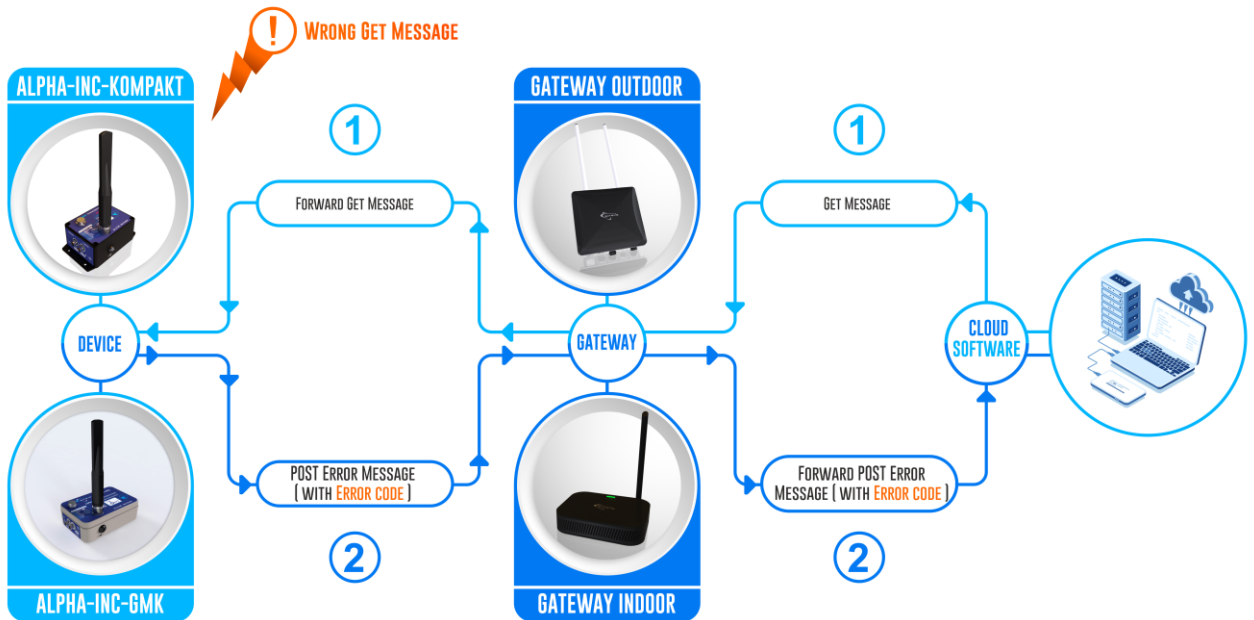 ! WRONG GET MESSAGE
ALPHA-INC-KOMPAKT
GATEWAY OUTDOOR
1
1
FORWARD GET MESSAGE
GET MESSAGE
DEVICE
GATEWAY
CLOUD
SOFTWARE
POST ERROR MESSAGE
( WITH ERROR CODE )
FORWARD POST ERROR
MESSAGE ( WITH ERROR CODE )
2
2
ALPHA-INC-GMK
GATEWAY INDOOR